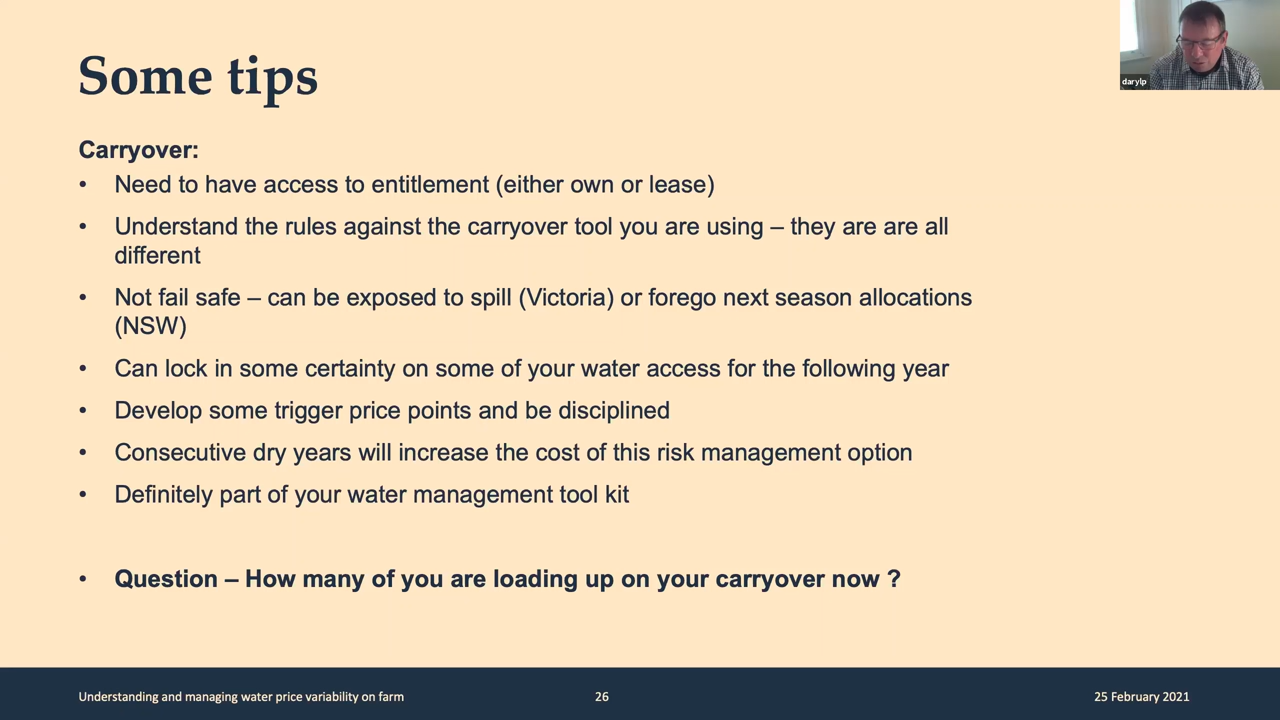 Some tips
darylp
Carryover:
• Need to have access to entitlement (either own or lease)
• Understand the rules against the carryover tool you are using – they are are all
different
• Not fail safe – can be exposed to spill (Victoria) or forego next season allocations
(NSW)
• Can lock in some certainty on some of your water access for the following year
• Develop some trigger price points and be disciplined
• Consecutive dry years will increase the cost of this risk management option
• Definitely part of your water management tool kit
• Question – How many of you are loading up on your carryover now ?
Understanding and managing water price variability on farm
26
25 February 2021